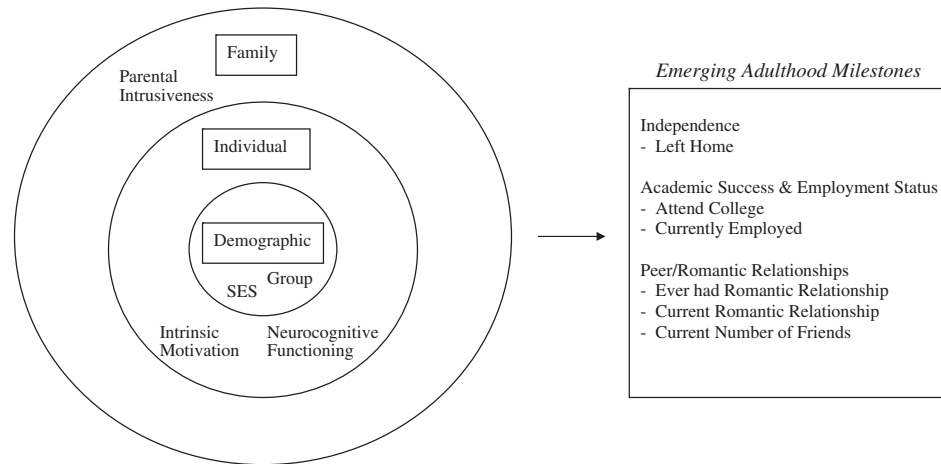 Family
Parental
Intrusiveness
Individual
Demographic
Group
SES
Intrinsic
Motivation
Neurocognitive
Functioning
Emerging Adulthood Milestones
Independence
- Left Home
Academic Success & Employment Status
- Attend College
- Currently Employed
Peer/Romantic Relationships
- Ever had Romantic Relationship
- Current Romantic Relationship
- Current Number of Friends